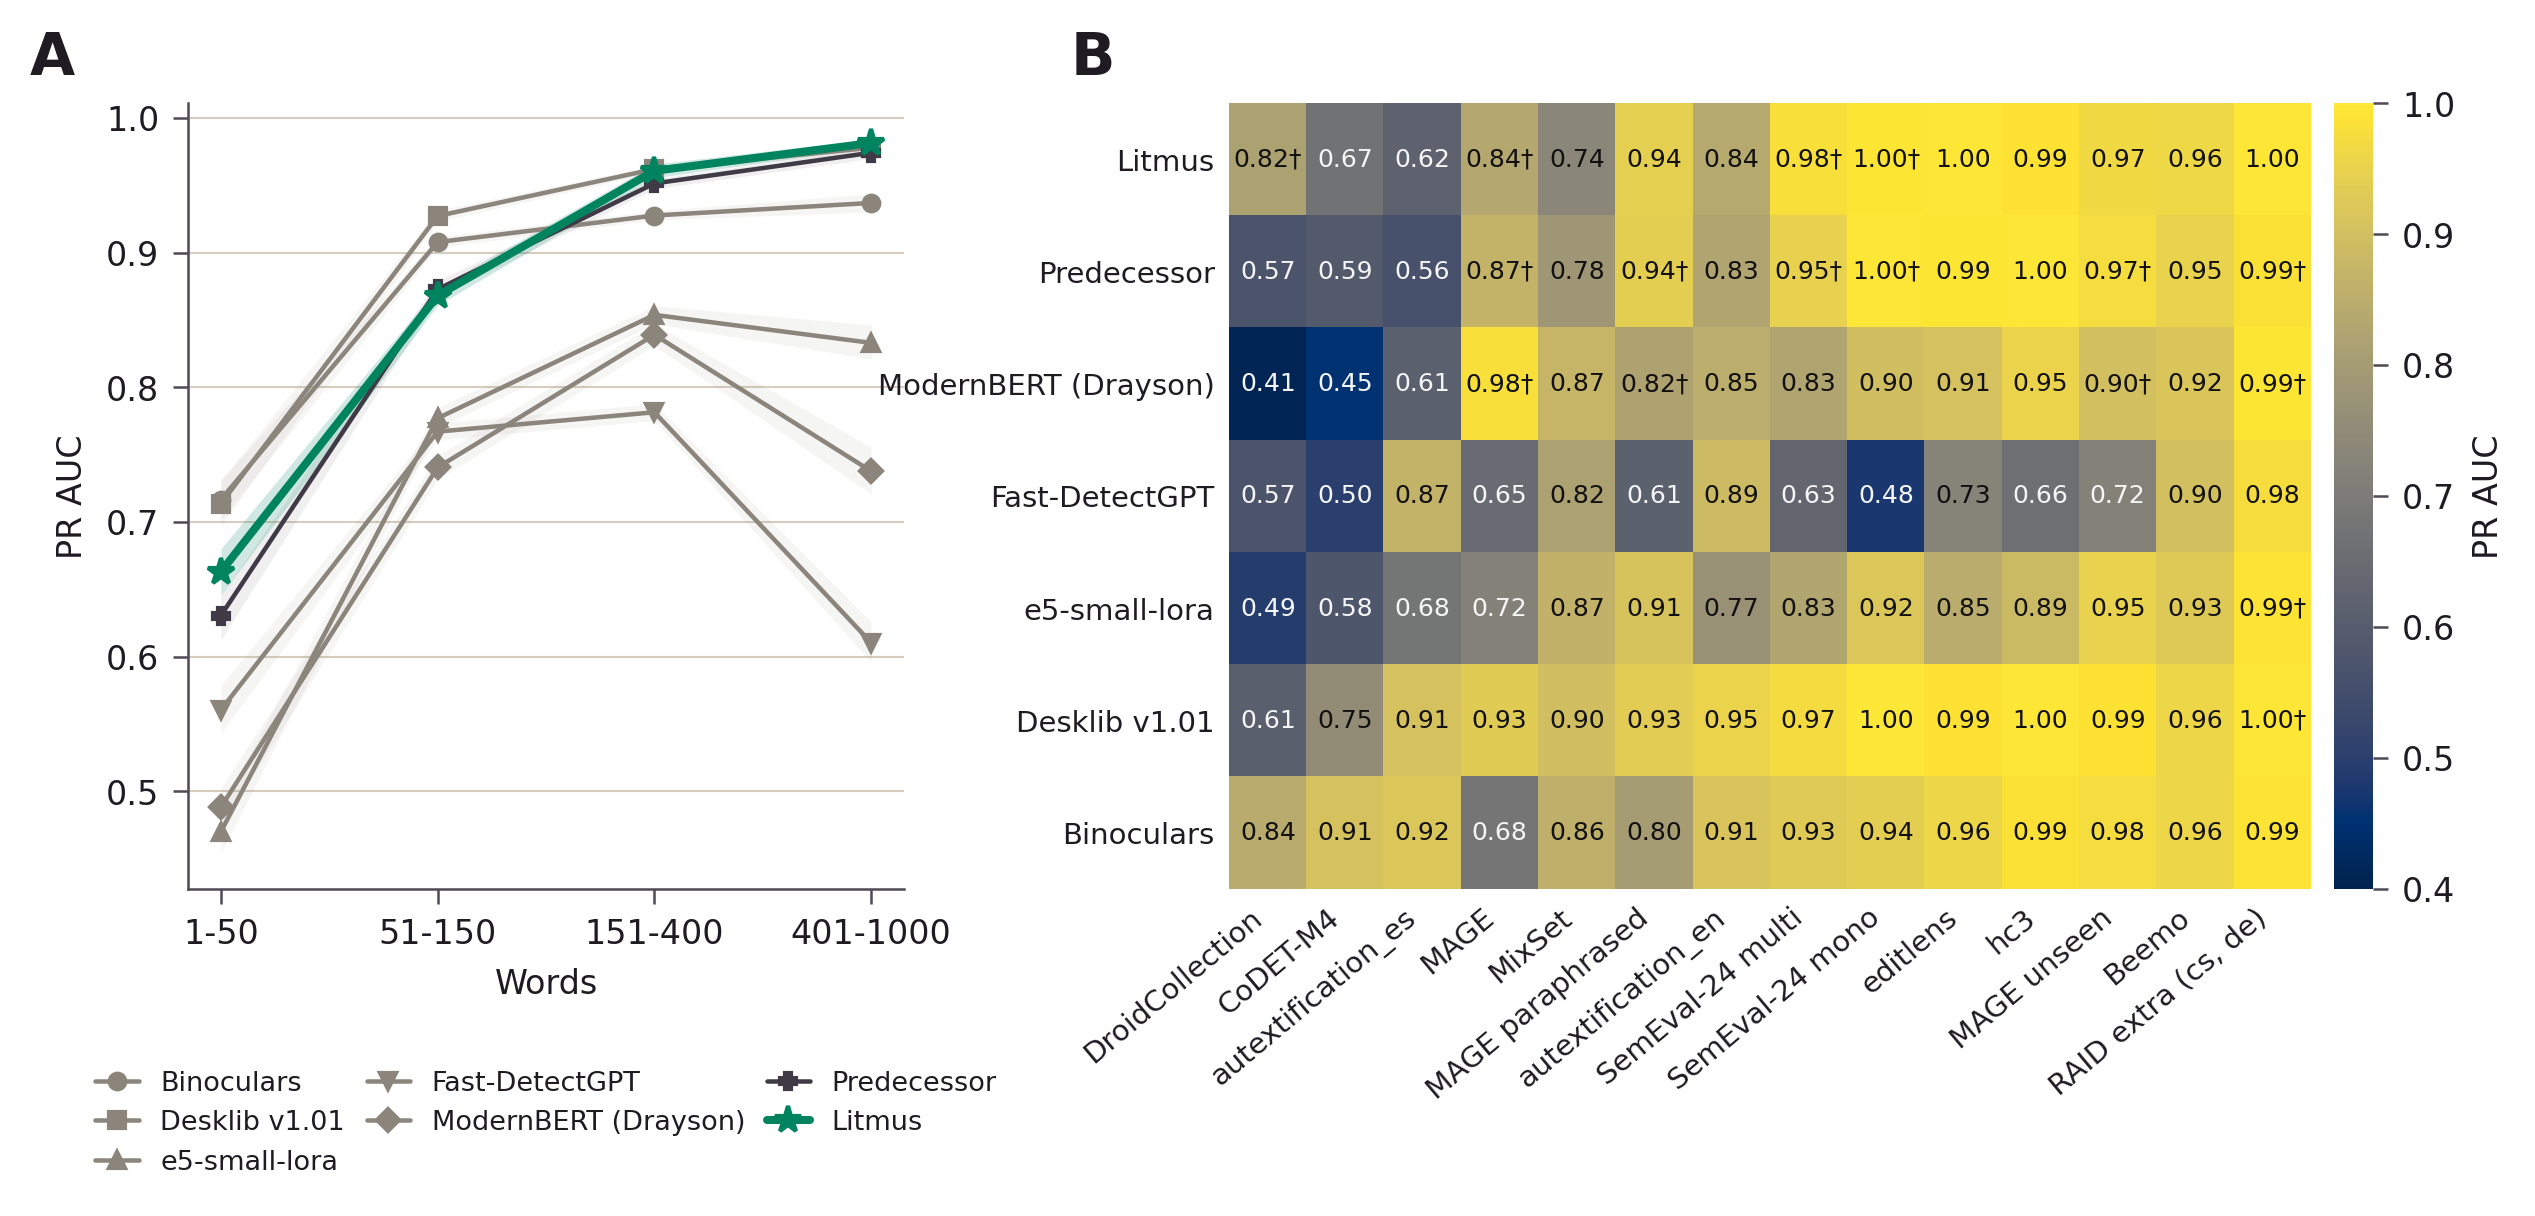 A
PR AUC
1.0
0.9
0.8
0.7
0.6
0.5
1-50 51-150 151-400 401-1000
Words
Binoculars Fast-DetectGPT Predecessor
Desklib v1.01 ModernBERT (Drayson) Litmus
e5-small-lora
B
Litmus 0.82† 0.67 0.62 0.84† 0.74 0.94 0.84 0.98† 1.00† 1.00 0.99 0.97 0.96 1.00
Predecessor 0.57 0.59 0.56 0.87† 0.78 0.94† 0.83 0.95† 1.00† 0.99 1.00 0.97† 0.95 0.99†
ModernBERT (Drayson) 0.41 0.45 0.61 0.98† 0.87 0.82† 0.85 0.83 0.90 0.91 0.95 0.90† 0.92 0.99†
Fast-DetectGPT 0.57 0.50 0.87 0.65 0.82 0.61 0.89 0.63 0.48 0.73 0.66 0.72 0.90 0.98
e5-small-lora 0.49 0.58 0.68 0.72 0.87 0.91 0.77 0.83 0.92 0.85 0.89 0.95 0.93 0.99†
Desklib v1.01 0.61 0.75 0.91 0.93 0.90 0.93 0.95 0.97 1.00 0.99 1.00 0.99 0.96 1.00†
Binoculars 0.84 0.91 0.92 0.68 0.86 0.80 0.91 0.93 0.94 0.96 0.99 0.98 0.96 0.99
DroidCollection
CoDET-M4
autextification_es
MAGE
MixSet
MAGE paraphrased
autextification_en
SemEval-24 multi
SemEval-24 mono
editlens
hc3
MAGE unseen
Beemo
RAID extra (cs, de)
1.0
0.9
0.8
0.7
0.6
0.5
0.4
PR AUC